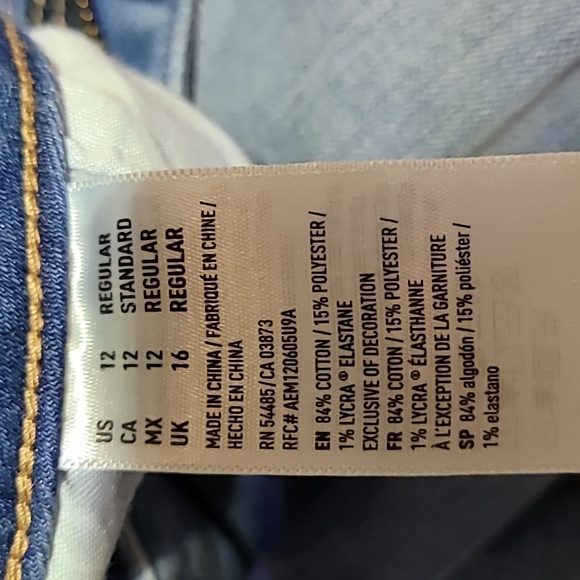 US 12 REGULAR
CA 12 STANDARD
MX 12 REGULAR
UK 16 REGULAR
MADE IN CHINA / FABRIQUÉ EN CHINE /
HECHO EN CHINA
RN 54485/CA 03873
RFC# AEM120605U9A
EN 84% COTTON / 15% POLYESTER /
1% LYCRA® ELASTANE
EXCLUSIVE OF DECORATION
FR 84% COTON / 15% POLYESTER /
1% LYCRA® ÉLASTHANNE
À L'EXCEPTION DE LA GARNITURE
SP 84% algodón / 15% poliéster /
1% elastano